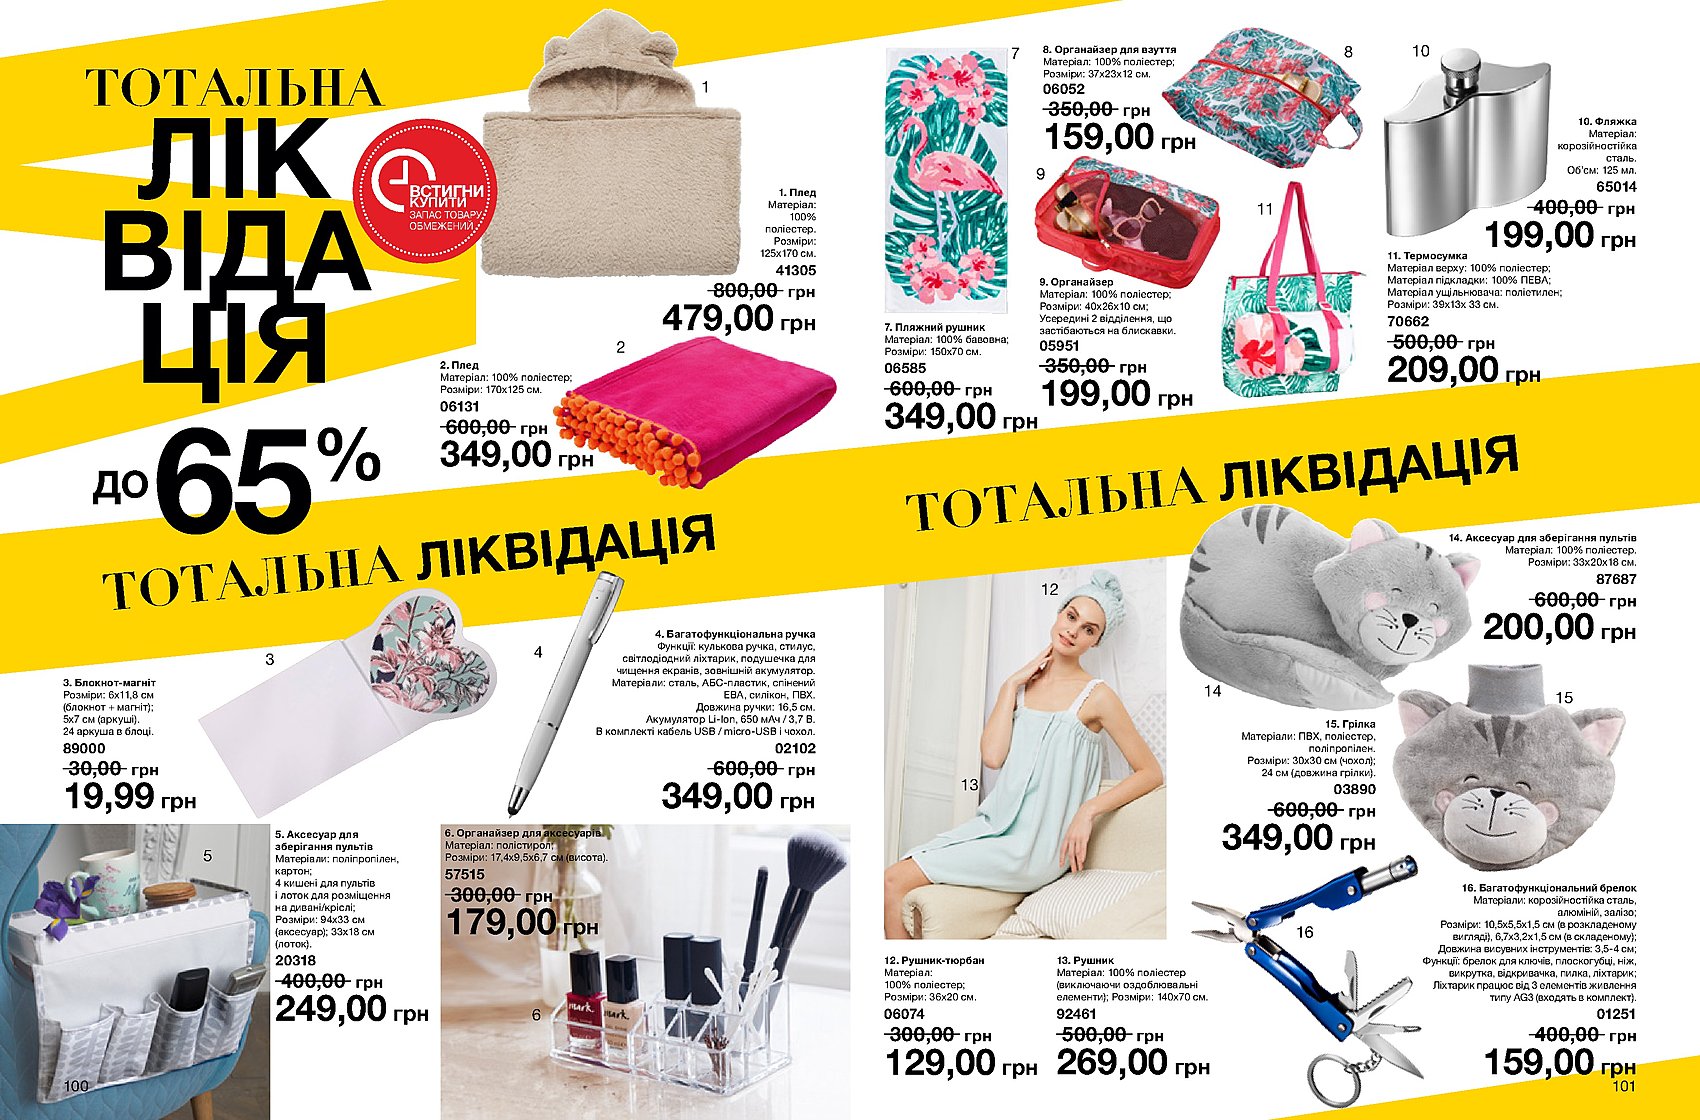 ТОТАЛЬНА
ЛІК
ВІДА
ЦІЯ
ДО 65%
ВСТИГНИ
КУПИТИ
ЗАПАС ТОВАРУ
ОБМЕЖЕНИЙ
1
1. Плед
Матеріал:
100%
поліестер.
Розміри:
125x170 см.
41305
800,00 грн
479,00 грн
2
2. Плед
Матеріал: 100% поліестер;
Розміри: 170x125 см.
06131
600,00 грн
349,00 грн
ТОТАЛЬНА ЛІКВІДАЦІЯ
3
3. Блокнот-магніт
Розміри: 6x11,8 см
(блокнот + магніт);
5x7 см (аркуші).
24 аркуша в блоці.
89000
30,00 грн
19,99 грн
4
4. Багатофункціональна ручка
Функції: кулькова ручка, стилус,
світлодіодний ліхтарик, подушечка для
чищення екранів, зовнішній акумулятор.
Матеріали: сталь, АБС-пластик, спінений
ЕВА, силікон, ПВХ.
Довжина ручки: 16,5 см.
Акумулятор Li-Ion, 650 мАч / 3,7 В.
В комплекті кабель USB / micro-USB і чохол.
02102
600,00 грн
349,00 грн
5
5. Аксесуар для
зберігання пультів
Матеріали: поліпропілен,
картон;
4 кишені для пультів
і лоток для розміщення
на дивані/кріслі;
Розміри: 94x33 см
(аксесуар); 33x18 см
(лоток).
20318
400,00 грн
249,00 грн
100
6. Органайзер для аксесуарів
Матеріал: полістирол;
Розміри: 17,4x9,5x6,7 см (висота).
57515
300,00 грн
179,00 грн
6
mark.
mark.
7
7. Пляжний рушник
Матеріал: 100% бавовна;
Розміри: 150x70 см.
06585
600,00 грн
349,00 грн
8. Органайзер для взуття
Матеріал: 100% поліестер;
Розміри: 37x23x12 см.
06052
350,00 грн
159,00 грн
8
9
9. Органайзер
Матеріал: 100% поліестер;
Розміри: 40x26x10 см;
Усередині 2 відділення, що
застібаються на блискавки.
05951
350,00 грн
199,00 грн
10
10. Фляжка
Матеріал:
корозійностійка
сталь.
Об'єм: 125 мл.
65014
400,00 грн
199,00 грн
11
11. Термосумка
Матеріал верху: 100% поліестер;
Матеріал підкладки: 100% ПЕВА;
Матеріал ущільнювача: поліетилен;
Розміри: 39x13x 33 см.
70662
500,00 грн
209,00 грн
ТОТАЛЬНА ЛІКВІДАЦІЯ
12
13
12. Рушник-тюрбан
Матеріал:
100% поліестер;
Розміри: 36x20 см.
06074
300,00 грн
129,00 грн
13. Рушник
Матеріал: 100% поліестер
(виключаючи оздоблювальні
елементи); Розміри: 140x70 см.
92461
500,00 грн
269,00 грн
14. Аксесуар для зберігання пультів
Матеріал: 100% поліестер.
Розміри: 33x20x18 см.
87687
600,00 грн
200,00 грн
14
15
15. Грілка
Матеріали: ПВХ, поліестер,
поліпропілен.
Розміри: 30x30 см (чохол);
24 см (довжина грілки).
03890
600,00 грн
349,00 грн
16
16. Багатофункціональний брелок
Матеріали: корозійностійка сталь,
алюміній, залізо;
Розміри: 10,5x5,5x1,5 см (в розкладеному
вигляді), 6,7x3,2x1,5 см (в складеному);
Довжина висувних інструментів: 3,5-4 см;
Функції: брелок для ключів, плоскогубці, ніж,
викрутка, відкривачка, пилка, ліхтарик;
Ліхтарик працює від 3 елементів живлення
типу AG3 (входять в комплект).
01251
400,00 грн
159,00 грн
101